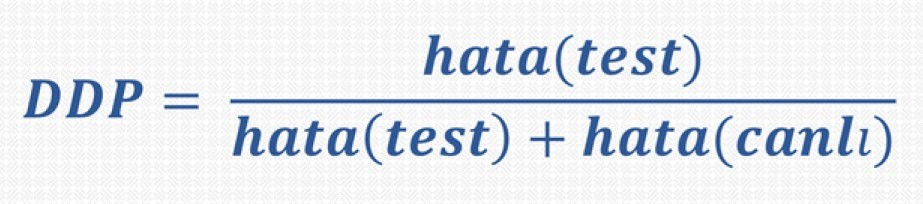 DDP = hata(test)
hata(test) + hata(canlı)